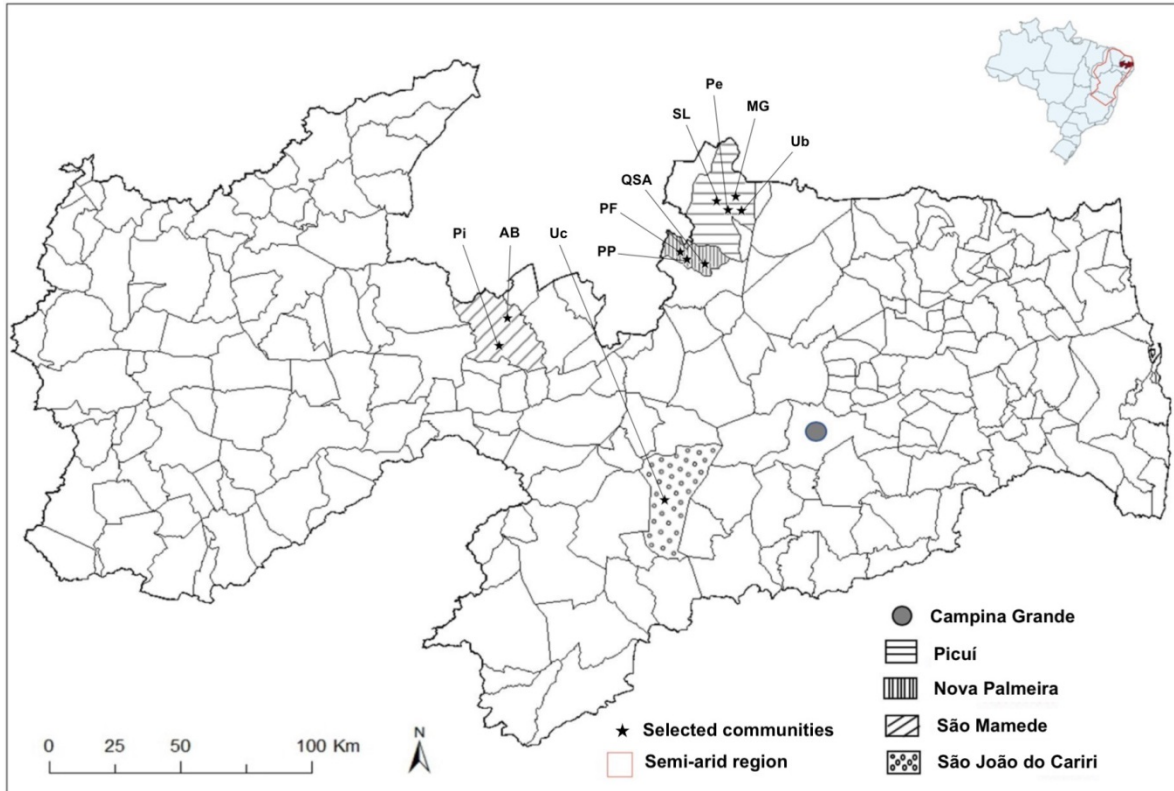 Pe
SL
MG
Ub
QSA
PF
PP
Pi
AB
Uc
Campina Grande
Picuí
Nova Palmeira
Selected communities
São Mamede
Semi-arid region
São João do Cariri
0 25 50 100 Km
N